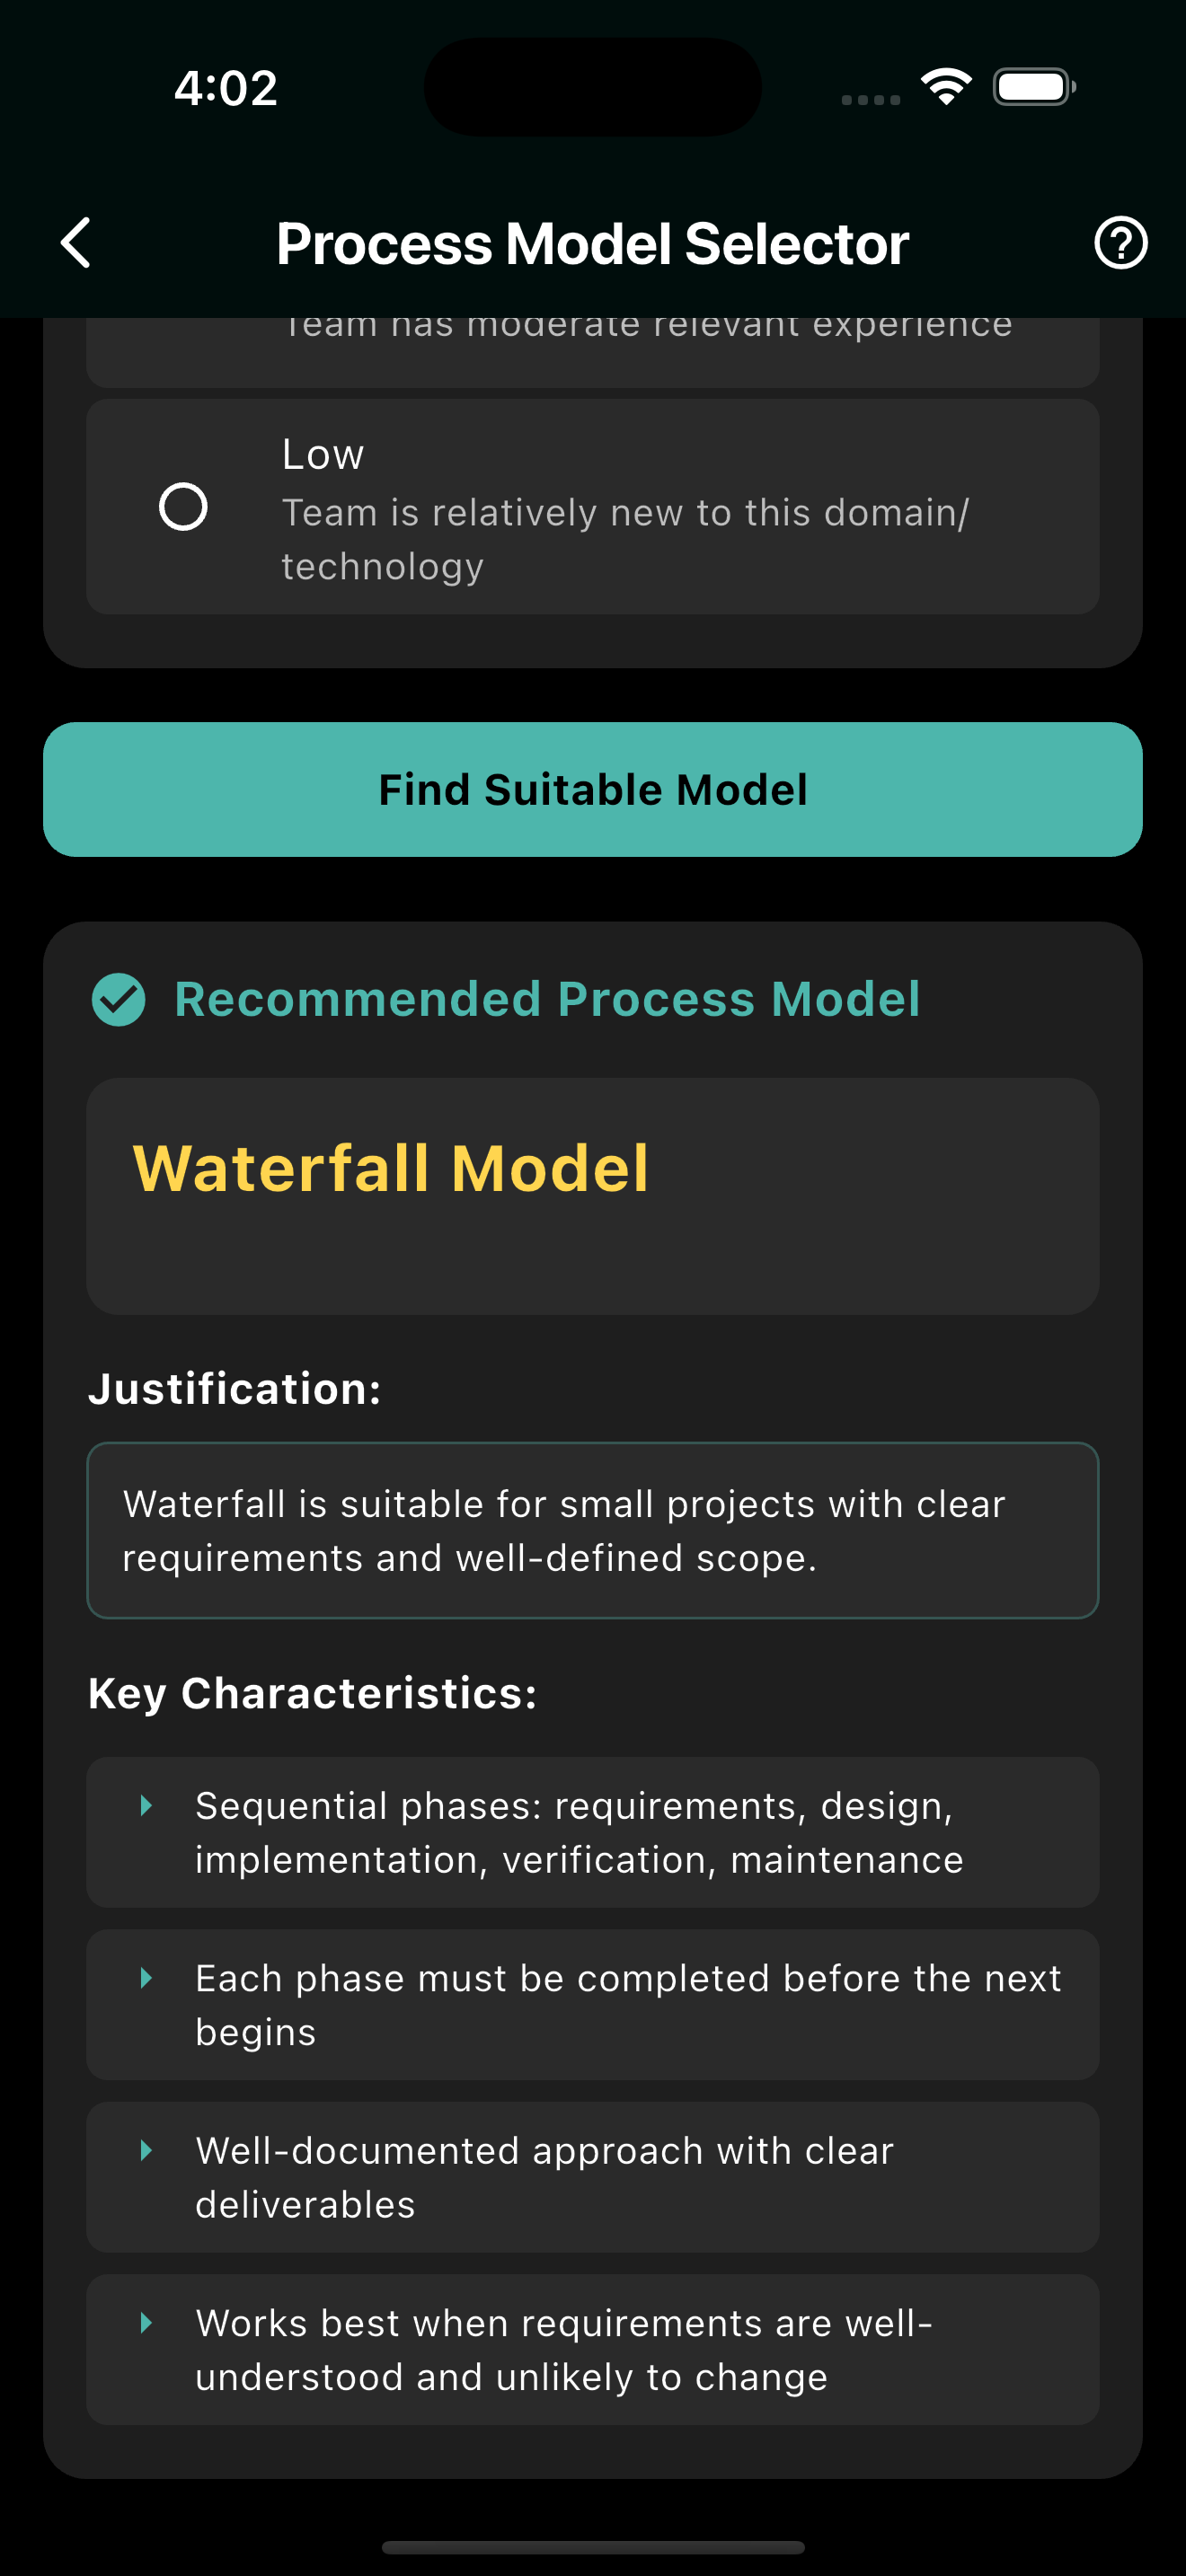 4:02
Process Model Selector
Team has moderate relevant experience
Low
Team is relatively new to this domain/
technology
Find Suitable Model
Recommended Process Model
Waterfall Model
Justification:
Waterfall is suitable for small projects with clear
requirements and well-defined scope.
Key Characteristics:
Sequential phases: requirements, design,
implementation, verification, maintenance
Each phase must be completed before the next
begins
Well-documented approach with clear
deliverables
Works best when requirements are well-
understood and unlikely to change